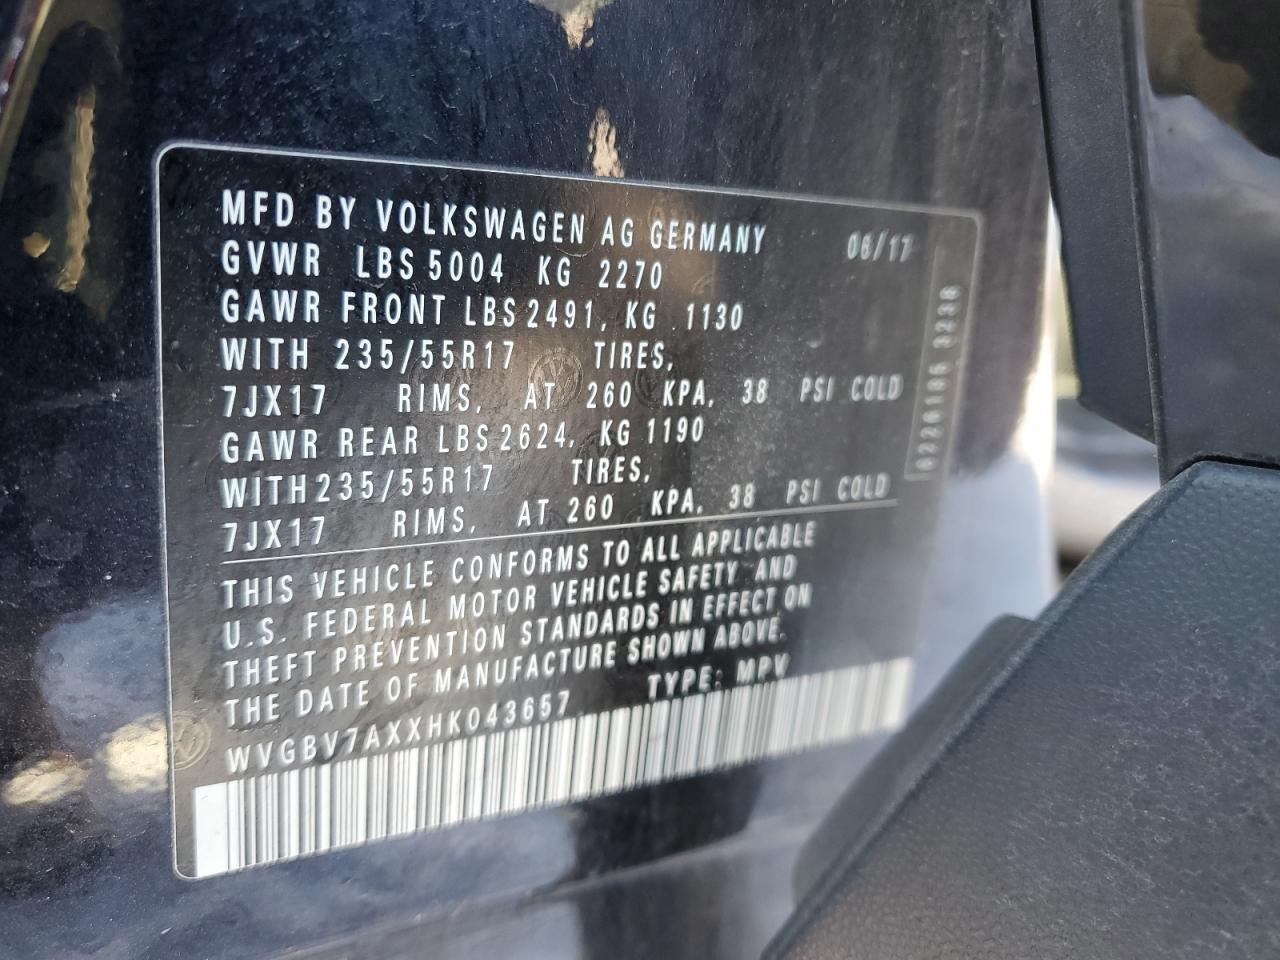 MFD BY VOLKSWAGEN AG GERMANY 06/17
GVWR LBS 5004 KG 2270
GAWR FRONT LBS 2491, KG 1130
WITH 235/55R17 TIRES,
7JX17 RIMS, AT 260 KPA, 38 PSI COLD
GAWR REAR LBS 2624, KG 1190
WITH 235/55R17 TIRES,
7JX17 RIMS, AT 260 KPA, 38 PSI COLD
THIS VEHICLE CONFORMS TO ALL APPLICABLE
U.S. FEDERAL MOTOR VEHICLE SAFETY AND
THEFT PREVENTION STANDARDS IN EFFECT ON
THE DATE OF MANUFACTURE SHOWN ABOVE.
WVGBV7AXXHK043657 TYPE: MPV